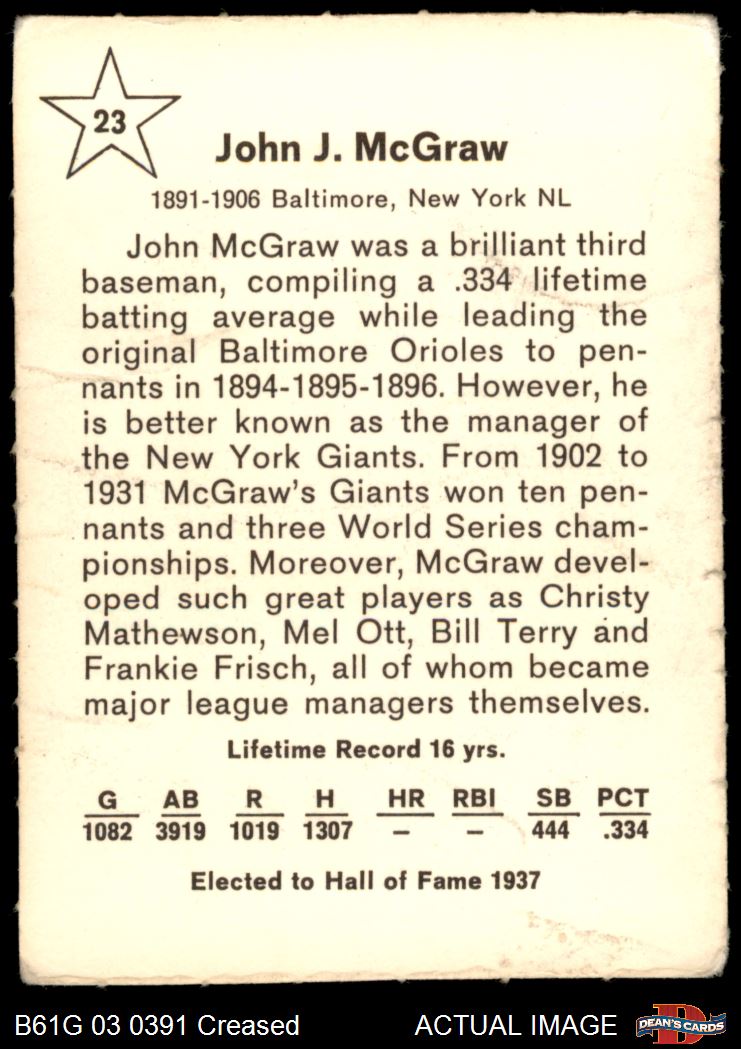 23
John J. McGraw
1891-1906 Baltimore, New York NL
John McGraw was a brilliant third
baseman, compiling a .334 lifetime
batting average while leading the
original Baltimore Orioles to pen-
nants in 1894-1895-1896. However, he
is better known as the manager of
the New York Giants. From 1902 to
1931 McGraw's Giants won ten pen-
nants and three World Series cham-
pionships. Moreover, McGraw devel-
oped such great players as Christy
Mathewson, Mel Ott, Bill Terry and
Frankie Frisch, all of whom became
major league managers themselves.
Lifetime Record 16 yrs.
G AB R H HR RBI SB PCT
1082 3919 1019 1307 – – 444 .334
Elected to Hall of Fame 1937
B61G 03 0391 Creased ACTUAL IMAGE D DEAN'S CARDS